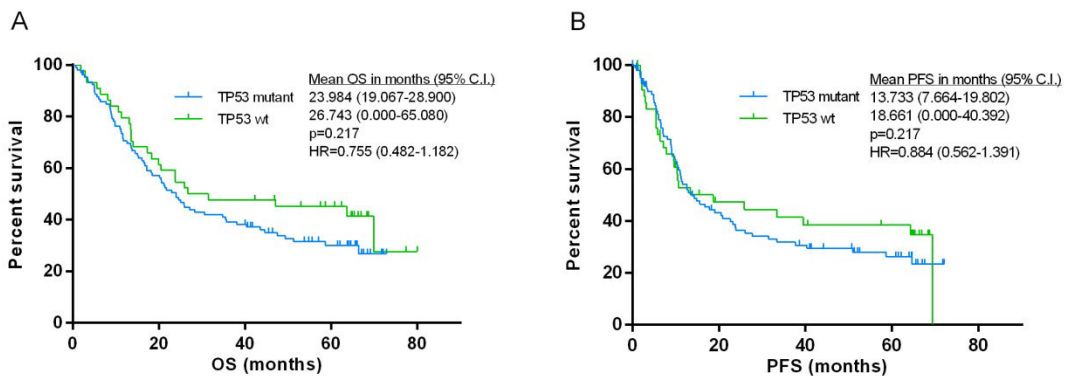 A
Percent survival
100
80
60
40
20
0
0 20 40 60 80
OS (months)
TP53 mutant
TP53 wt
Mean OS in months (95% C.I.)
23.984 (19.067-28.900)
26.743 (0.000-65.080)
p=0.217
HR=0.755 (0.482-1.182)
B
Percent survival
100
80
60
40
20
0
0 20 40 60 80
PFS (months)
TP53 mutant
TP53 wt
Mean PFS in months (95% C.I.)
13.733 (7.664-19.802)
18.661 (0.000-40.392)
p=0.217
HR=0.884 (0.562-1.391)